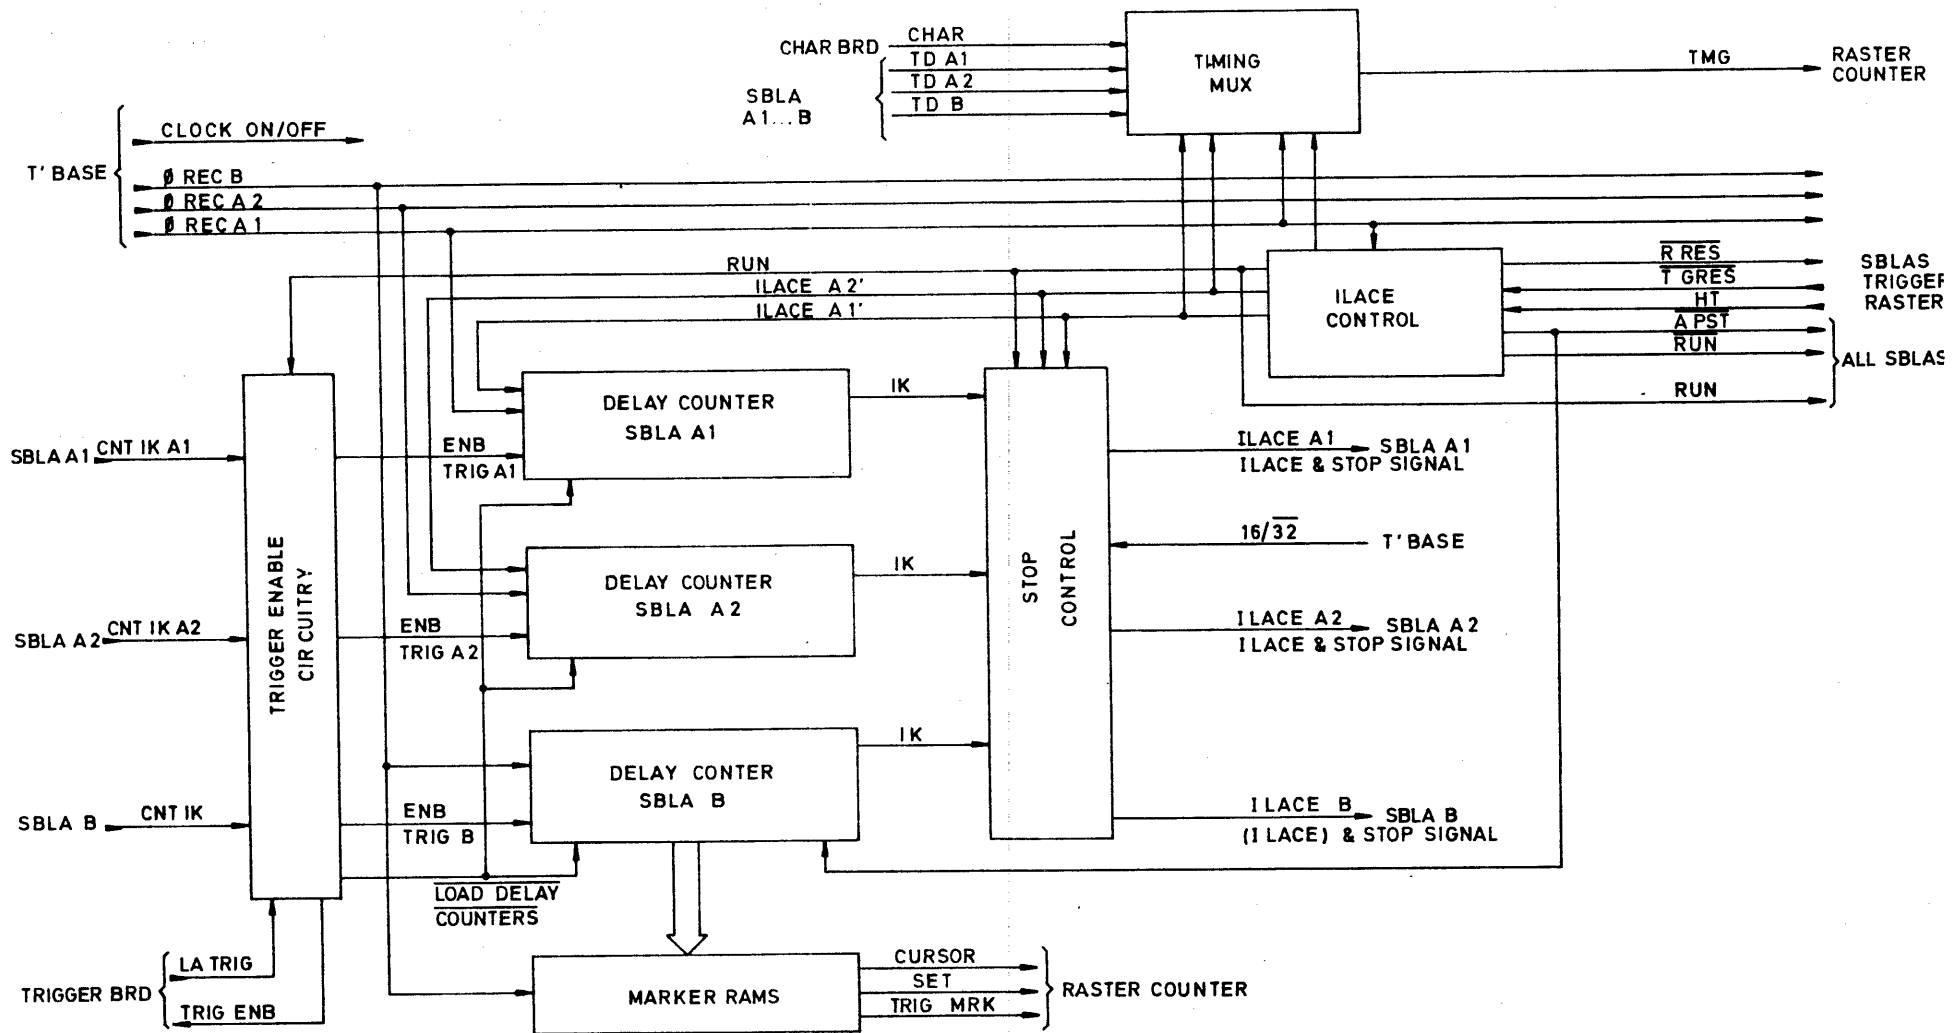 CHAR BRD
CHAR
TD A1
TD A2
TD B
SBLA
A1...B
TIMING
MUX
TMG
RASTER
COUNTER
T' BASE
CLOCK ON/OFF
Ø REC B
Ø REC A2
Ø REC A1
RUN
ILACE A2'
ILACE A1'
ILACE
CONTROL
R RES
T GRES
HT
A PST
RUN
RUN
SBLAS
TRIGGER
RASTER
ALL SBLAS
SBLA A1
CNT IK A1
ENB
TRIG A1
DELAY COUNTER
SBLA A1
IK
ILACE A1
ILACE & STOP SIGNAL
SBLA A1
16/32
T' BASE
TRIGGER ENABLE
CIRCUITRY
STOP
CONTROL
SBLA A2
CNT IK A2
ENB
TRIG A2
DELAY COUNTER
SBLA A2
IK
ILACE A2
ILACE & STOP SIGNAL
SBLA A2
SBLA B
CNT IK
ENB
TRIG B
DELAY CONTER
SBLA B
IK
ILACE B
(ILACE) & STOP SIGNAL
SBLA B
LOAD DELAY
COUNTERS
TRIGGER BRD
LA TRIG
TRIG ENB
MARKER RAMS
CURSOR
SET
TRIG MRK
RASTER COUNTER